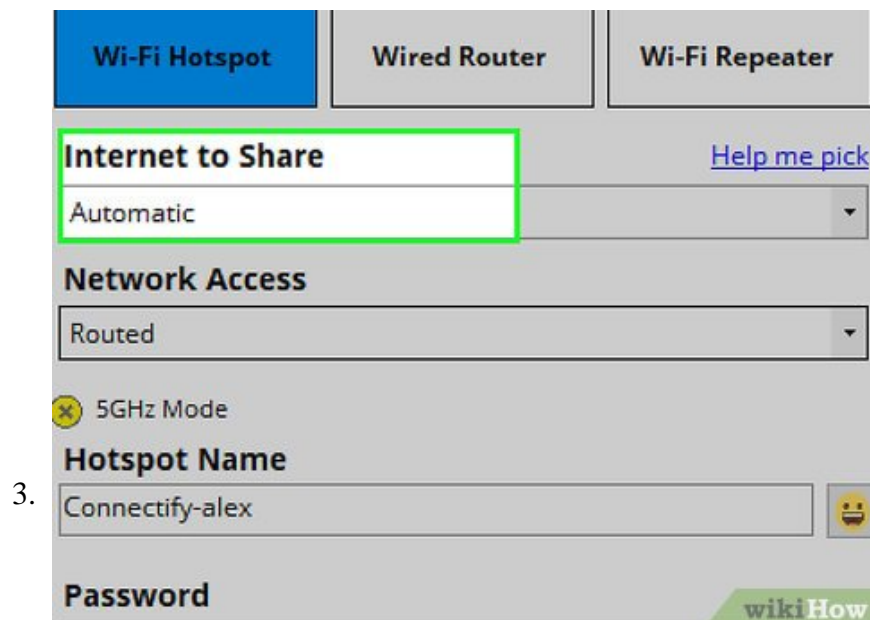 Wi-Fi Hotspot Wired Router Wi-Fi Repeater
Internet to Share Help me pick
Automatic
Network Access
Routed
5GHz Mode
Hotspot Name
3.
Connectify-alex
Password
wikiHow